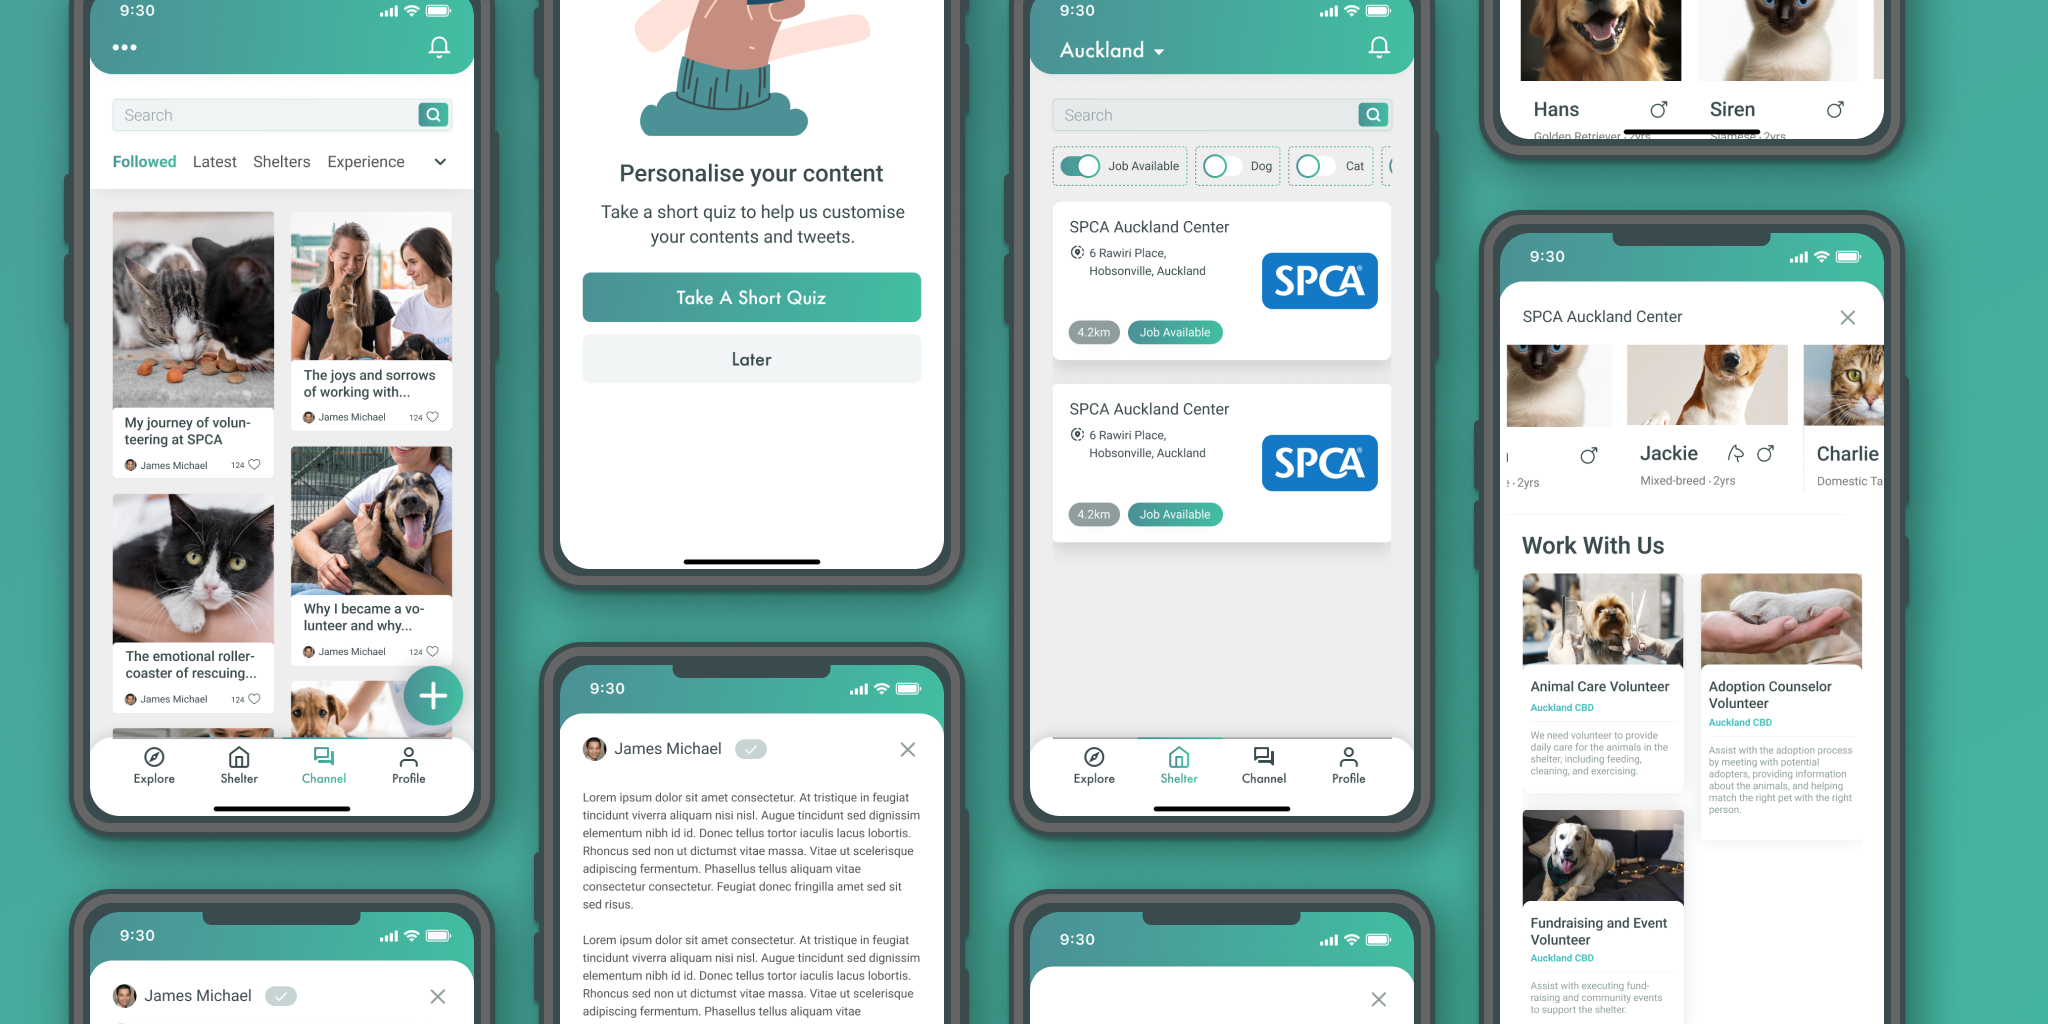 9:30
Search
Followed Latest Shelters Experience
My journey of volun-
teering at SPCA
James Michael 124
The emotional roller-
coaster of rescuing...
James Michael 124
The joys and sorrows
of working with...
James Michael 124
Why I became a vo-
lunteer and why...
James Michael 124
Explore Shelter Channel Profile
9:30
James Michael
Personalise your content
Take a short quiz to help us customise
your contents and tweets.
Take A Short Quiz
Later
9:30
James Michael
Lorem ipsum dolor sit amet consectetur. At tristique in feugiat
tincidunt viverra aliquam nisi nisl. Augue tincidunt sed dignissim
elementum nibh id id. Donec tellus tortor iaculis lacus lobortis.
Rhoncus sed non ut dictumst vitae massa. Vitae ut scelerisque
adipiscing fermentum. Phasellus tellus aliquam vitae
consectetur consectetur. Feugiat donec fringilla amet sed sit
sed risus.
Lorem ipsum dolor sit amet consectetur. At tristique in feugiat
tincidunt viverra aliquam nisi nisl. Augue tincidunt sed dignissim
elementum nibh id id. Donec tellus tortor iaculis lacus lobortis.
Rhoncus sed non ut dictumst vitae massa. Vitae ut scelerisque
adipiscing fermentum. Phasellus tellus aliquam vitae
9:30
Auckland
Search
Job Available Dog Cat
SPCA Auckland Center
6 Rawiri Place,
Hobsonville, Auckland
SPCA
4.2km Job Available
SPCA Auckland Center
6 Rawiri Place,
Hobsonville, Auckland
SPCA
4.2km Job Available
Explore Shelter Channel Profile
9:30
Hans Siren
Golden Retriever · 2yrs Siamese · 2yrs
9:30
SPCA Auckland Center
Jackie Charlie
e · 2yrs Mixed-breed · 2yrs Domestic Ta
Work With Us
Animal Care Volunteer
Auckland CBD
We need volunteer to provide
daily care for the animals in the
shelter, including feeding,
cleaning, and exercising.
Adoption Counselor
Volunteer
Auckland CBD
Assist with the adoption process
by meeting with potential
adopters, providing information
about the animals, and helping
match the right pet with the right
person.
Fundraising and Event
Volunteer
Auckland CBD
Assist with executing fund-
raising and community events
to support the shelter.